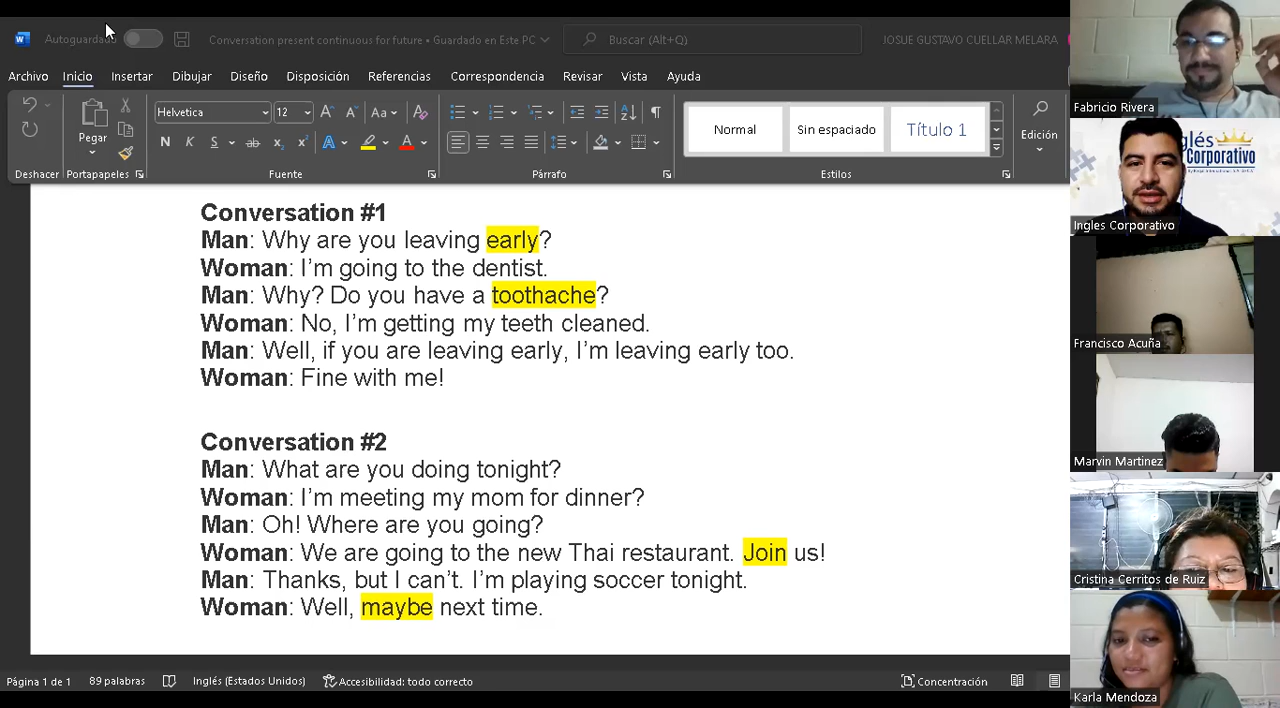 Autoguardado
Conversation present continuous for future • Guardado en Este PC
Buscar (Alt+Q)
JOSUE GUSTAVO CUELLAR MELARA
Archivo Inicio Insertar Dibujar Diseño Disposición Referencias Correspondencia Revisar Vista Ayuda
Pegar
Helvetica 12
Aa
N K S ab x₂ x² A A
Normal
Sin espaciado
Título 1
Edición
Deshacer Portapapeles Fuente Párrafo Estilos
Conversation #1
Man: Why are you leaving early?
Woman: I’m going to the dentist.
Man: Why? Do you have a toothache?
Woman: No, I’m getting my teeth cleaned.
Man: Well, if you are leaving early, I’m leaving early too.
Woman: Fine with me!
Conversation #2
Man: What are you doing tonight?
Woman: I’m meeting my mom for dinner?
Man: Oh! Where are you going?
Woman: We are going to the new Thai restaurant. Join us!
Man: Thanks, but I can’t. I’m playing soccer tonight.
Woman: Well, maybe next time.
Página 1 de 1 89 palabras Inglés (Estados Unidos) Accesibilidad: todo correcto Concentración
Fabricio Rivera
Corporativo
Ingles Corporativo
Francisco Acuña
Marvin Martinez
Cristina Cerritos de Ruiz
Karla Mendoza